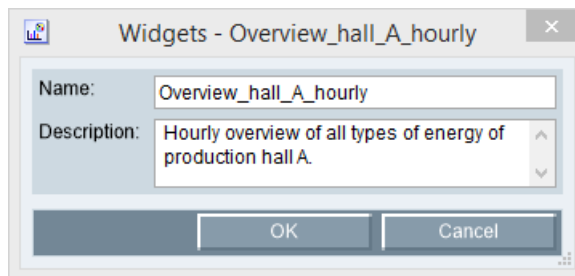 Widgets - Overview_hall_A_hourly
Name:
Overview_hall_A_hourly
Description:
Hourly overview of all types of energy of
production hall A.
OK
Cancel